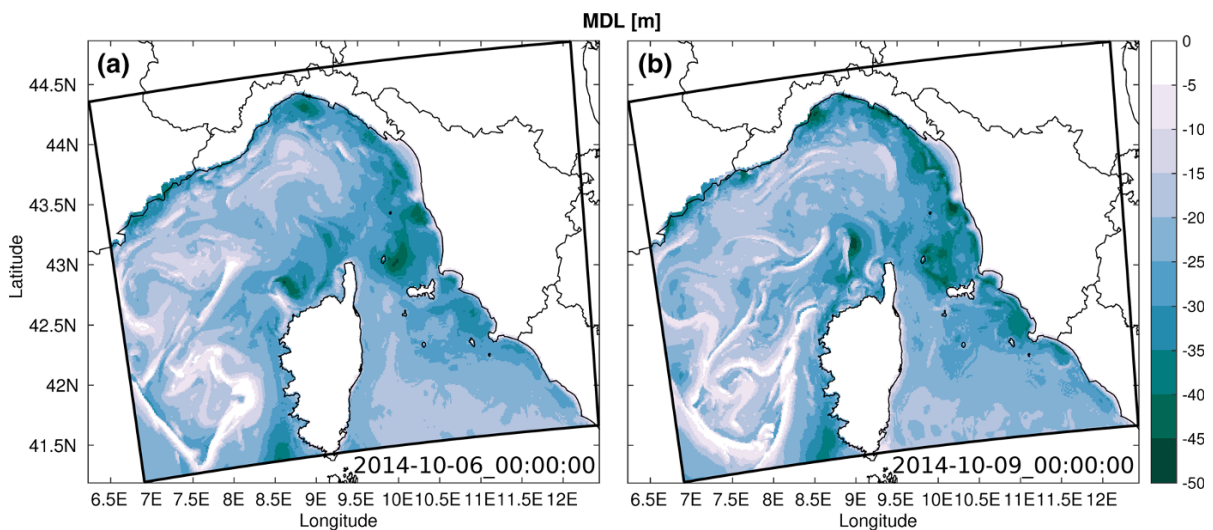 MDL [m]
(a)
(b)
44.5N
44N
43.5N
43N
42.5N
42N
41.5N
Latitude
2014-10-06_00:00:00
2014-10-09_00:00:00
6.5E 7E 7.5E 8E 8.5E 9E 9.5E 10E 10.5E 11E 11.5E 12E
6.5E 7E 7.5E 8E 8.5E 9E 9.5E 10E 10.5E 11E 11.5E 12E
Longitude
Longitude
0
-5
-10
-15
-20
-25
-30
-35
-40
-45
-50